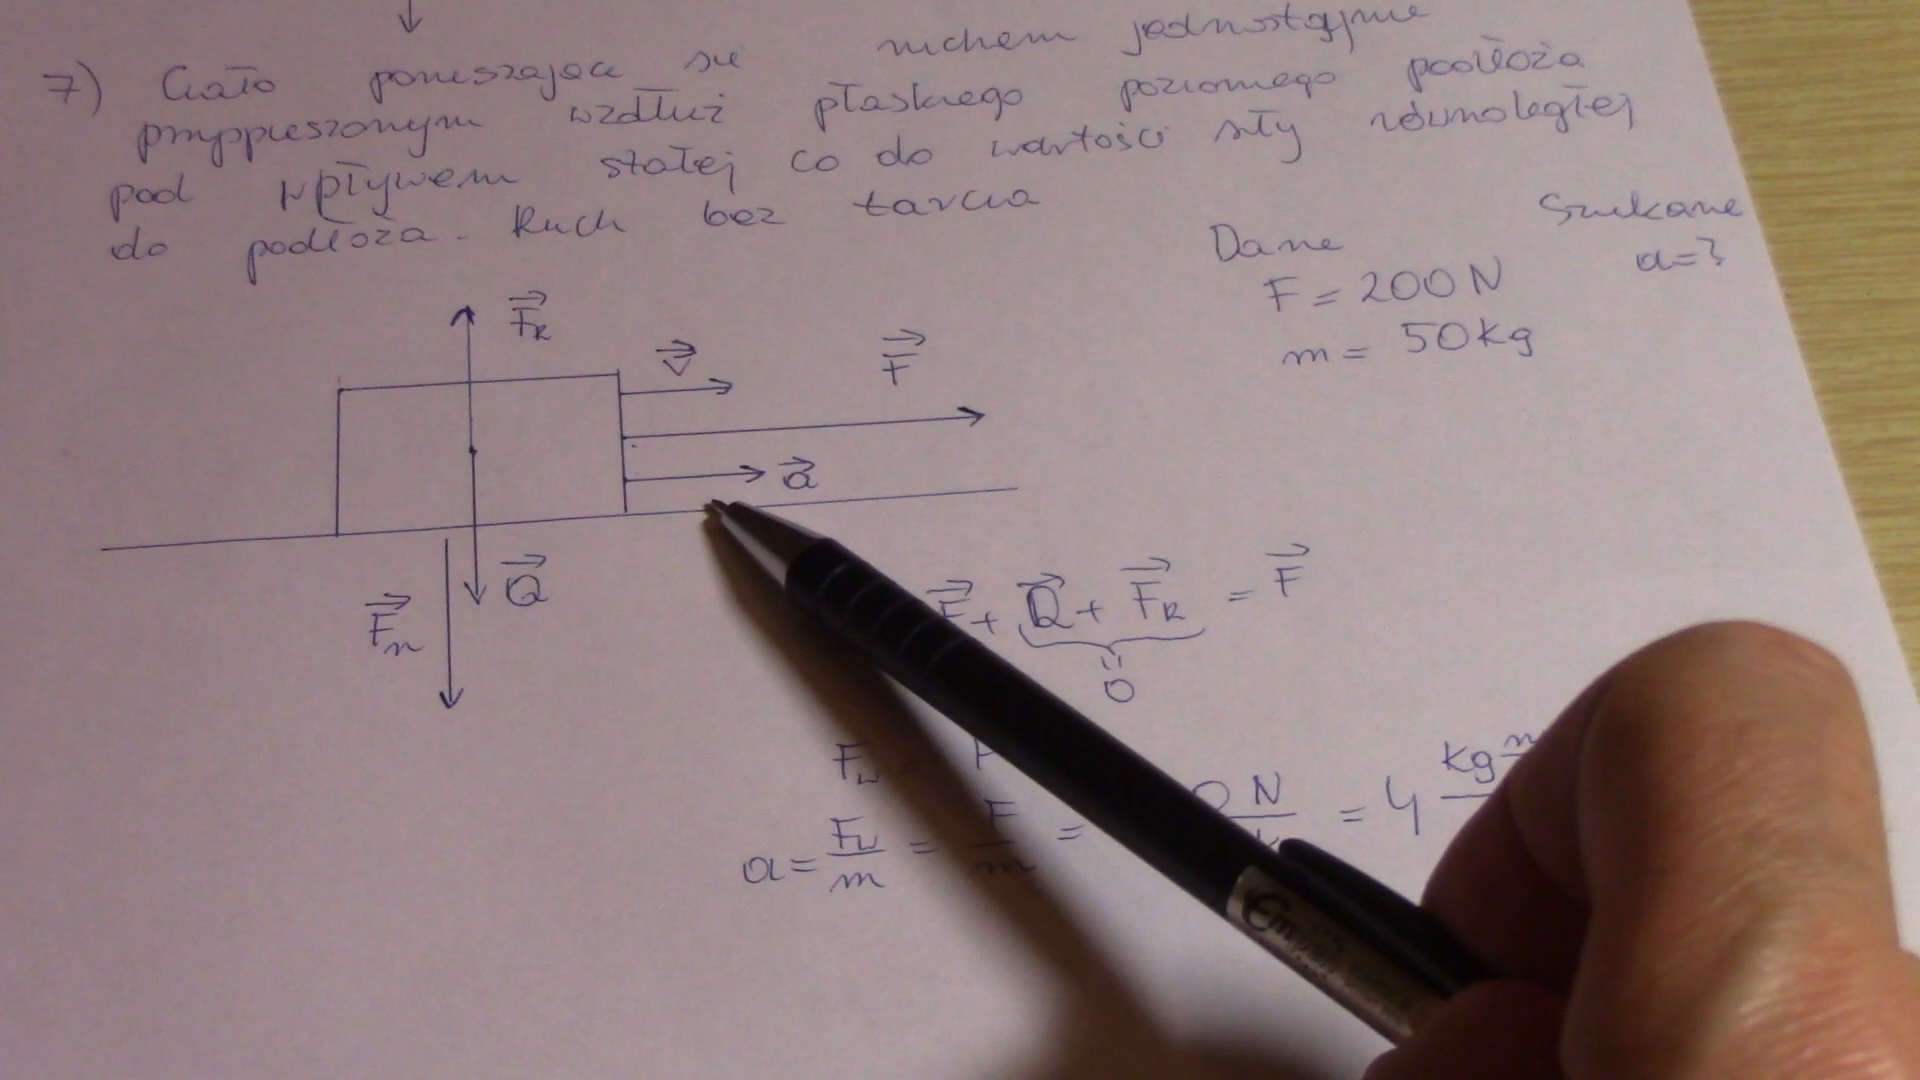 7) Ciało poruszające się ruchem jednostajnie
przyspieszonym wzdłuż płaskiego poziomego podłoża
pod wpływem stałej co do wartości siły równoległej
do podłoża. Ruch bez tarcia
Dane
Szukane
F = 200 N
a = ?
m = 50 kg
F_R
v
F
a
Q
F_n
F + Q + F_R = F
0
F_w =
a = F_w/m = F/m = N = 4 kg